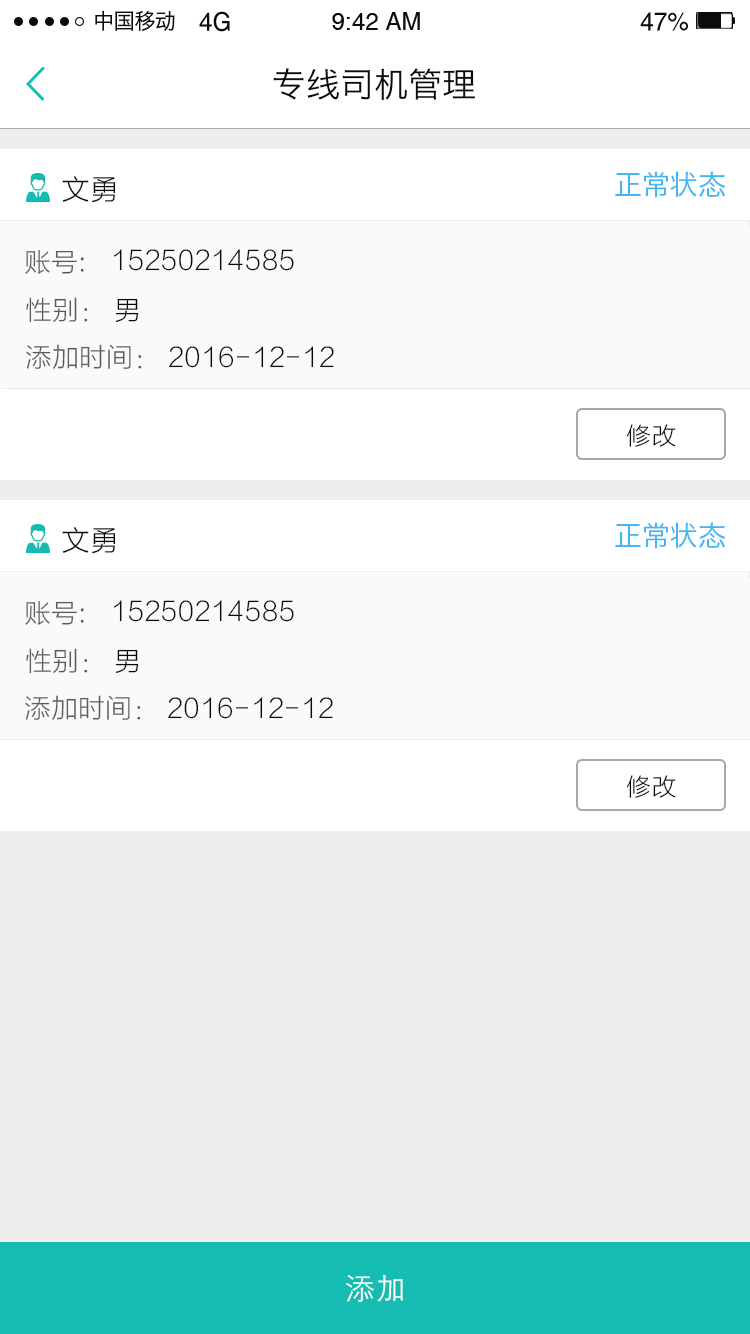 中国移动 4G 9:42 AM 47%
专线司机管理
文勇 正常状态
账号: 15250214585
性别: 男
添加时间: 2016-12-12
修改
文勇 正常状态
账号: 15250214585
性别: 男
添加时间: 2016-12-12
修改
添加